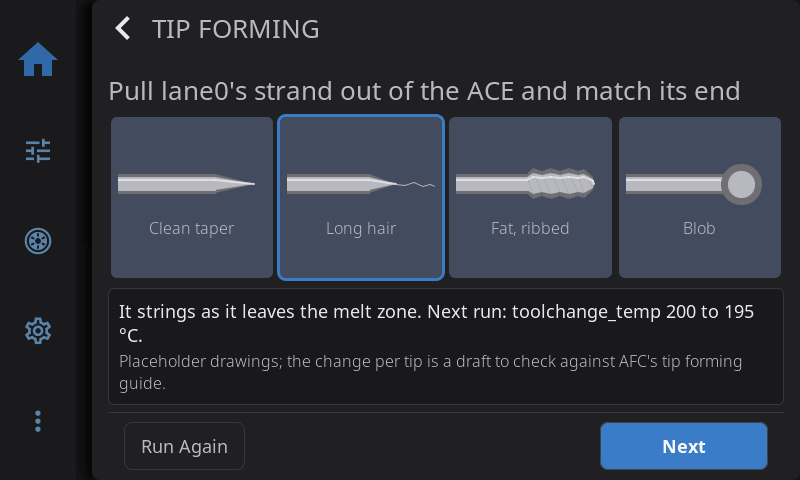 TIP FORMING
Pull lane0's strand out of the ACE and match its end
Clean taper
Long hair
Fat, ribbed
Blob
It strings as it leaves the melt zone. Next run: toolchange_temp 200 to 195
°C.
Placeholder drawings; the change per tip is a draft to check against AFC's tip forming
guide.
Run Again
Next